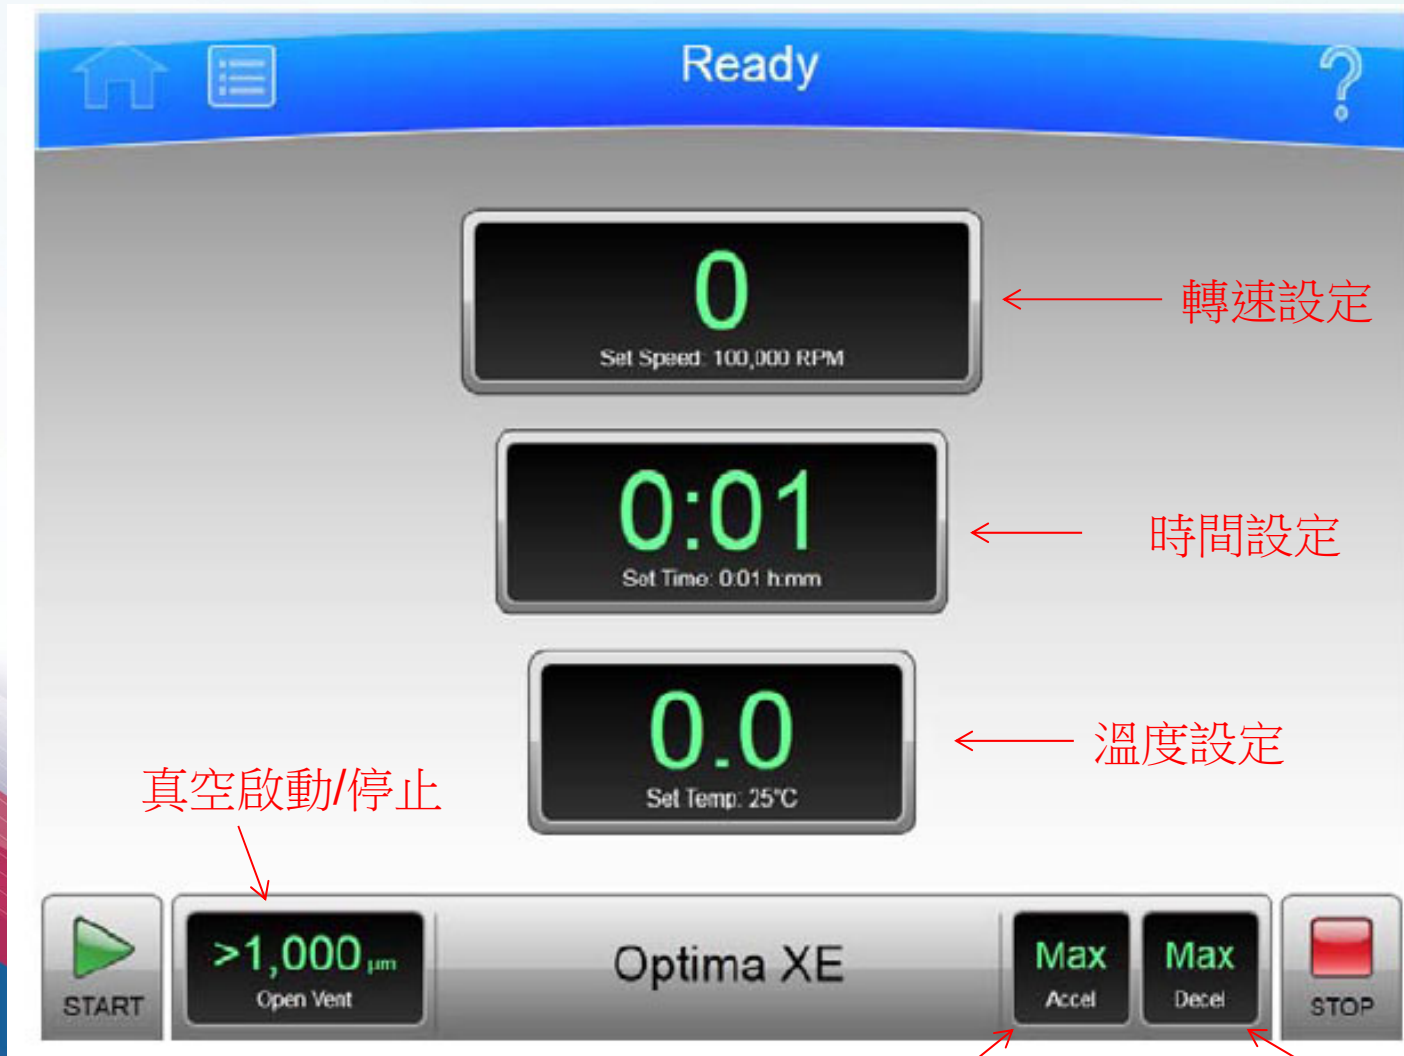 Ready
?
0
Set Speed: 100,000 RPM
轉速設定
0:01
Set Time: 0:01 h:mm
時間設定
0.0
Set Temp: 25°C
溫度設定
真空啟動/停止
START
>1,000 µm
Open Vent
Optima XE
Max
Accel
Max
Decel
STOP